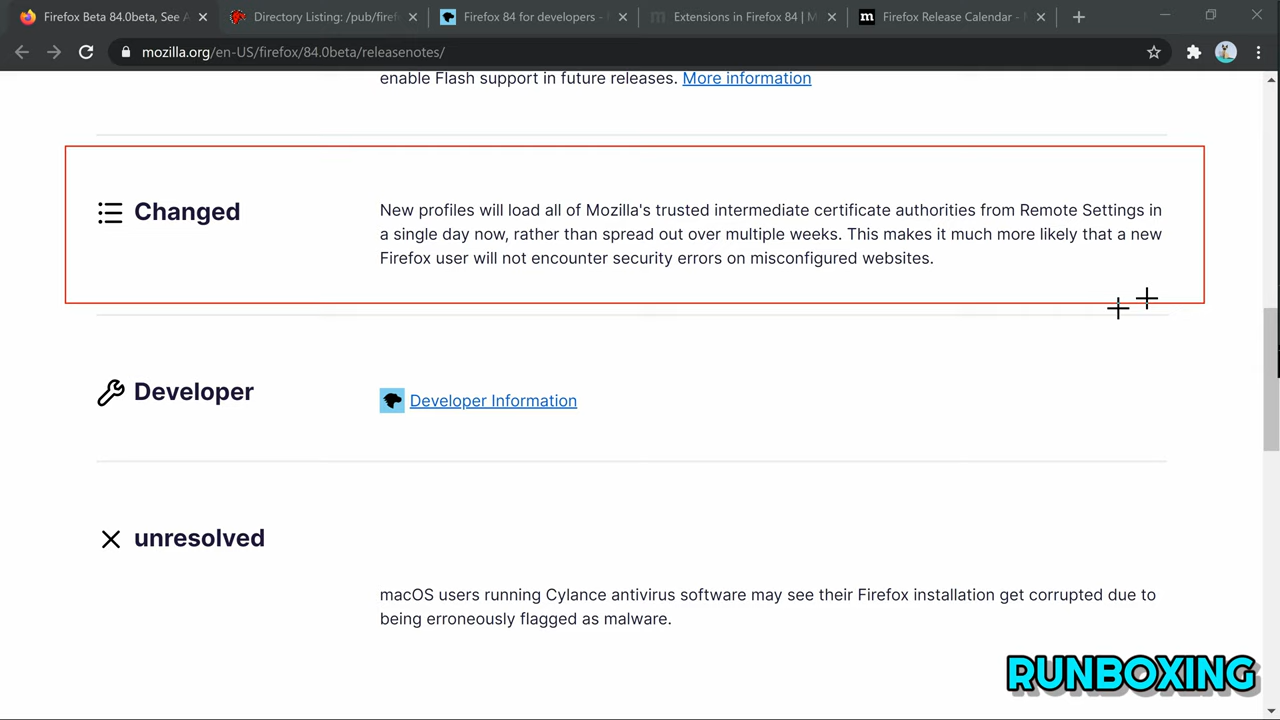 Firefox Beta 84.0beta, See A
Directory Listing: /pub/firefo
Firefox 84 for developers -
Extensions in Firefox 84 | M
Firefox Release Calendar -
mozilla.org/en-US/firefox/84.0beta/releasenotes/
enable Flash support in future releases. More information
Changed
New profiles will load all of Mozilla's trusted intermediate certificate authorities from Remote Settings in
a single day now, rather than spread out over multiple weeks. This makes it much more likely that a new
Firefox user will not encounter security errors on misconfigured websites.
Developer
Developer Information
unresolved
macOS users running Cylance antivirus software may see their Firefox installation get corrupted due to
being erroneously flagged as malware.
RUNBOXING